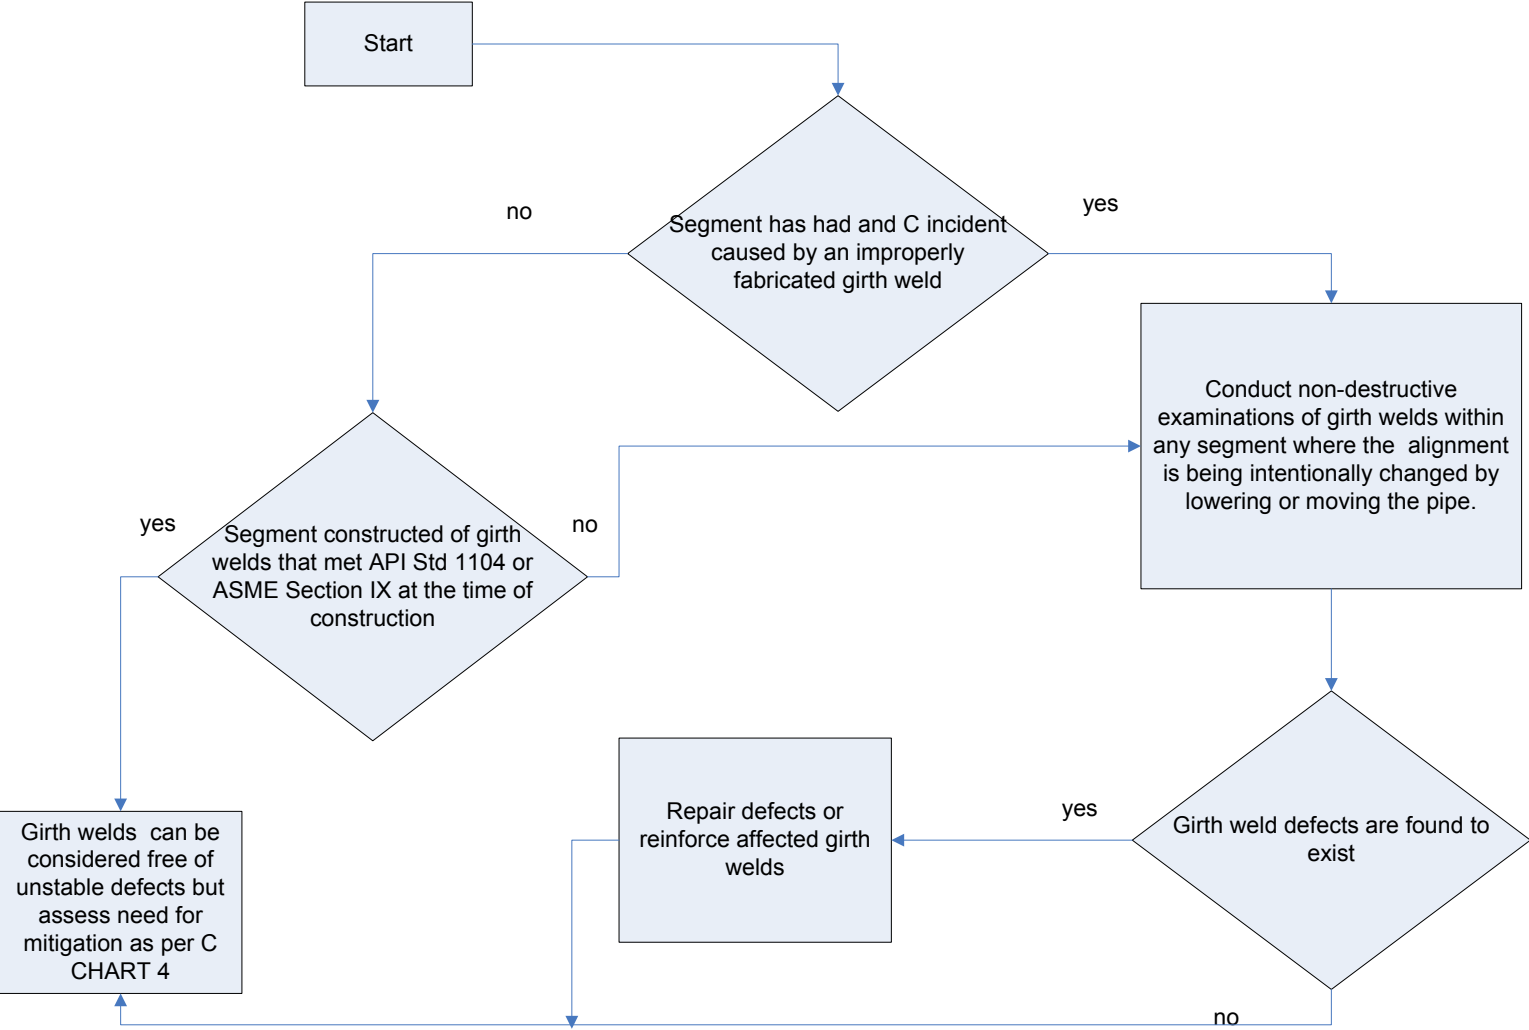 Start
no
yes
Segment has had and C incident
caused by an improperly
fabricated girth weld
Conduct non-destructive
examinations of girth welds within
any segment where the alignment
is being intentionally changed by
lowering or moving the pipe.
yes
no
Segment constructed of girth
welds that met API Std 1104 or
ASME Section IX at the time of
construction
Repair defects or
reinforce affected girth
welds
yes
Girth weld defects are found to
exist
Girth welds can be
considered free of
unstable defects but
assess need for
mitigation as per C
CHART 4
no